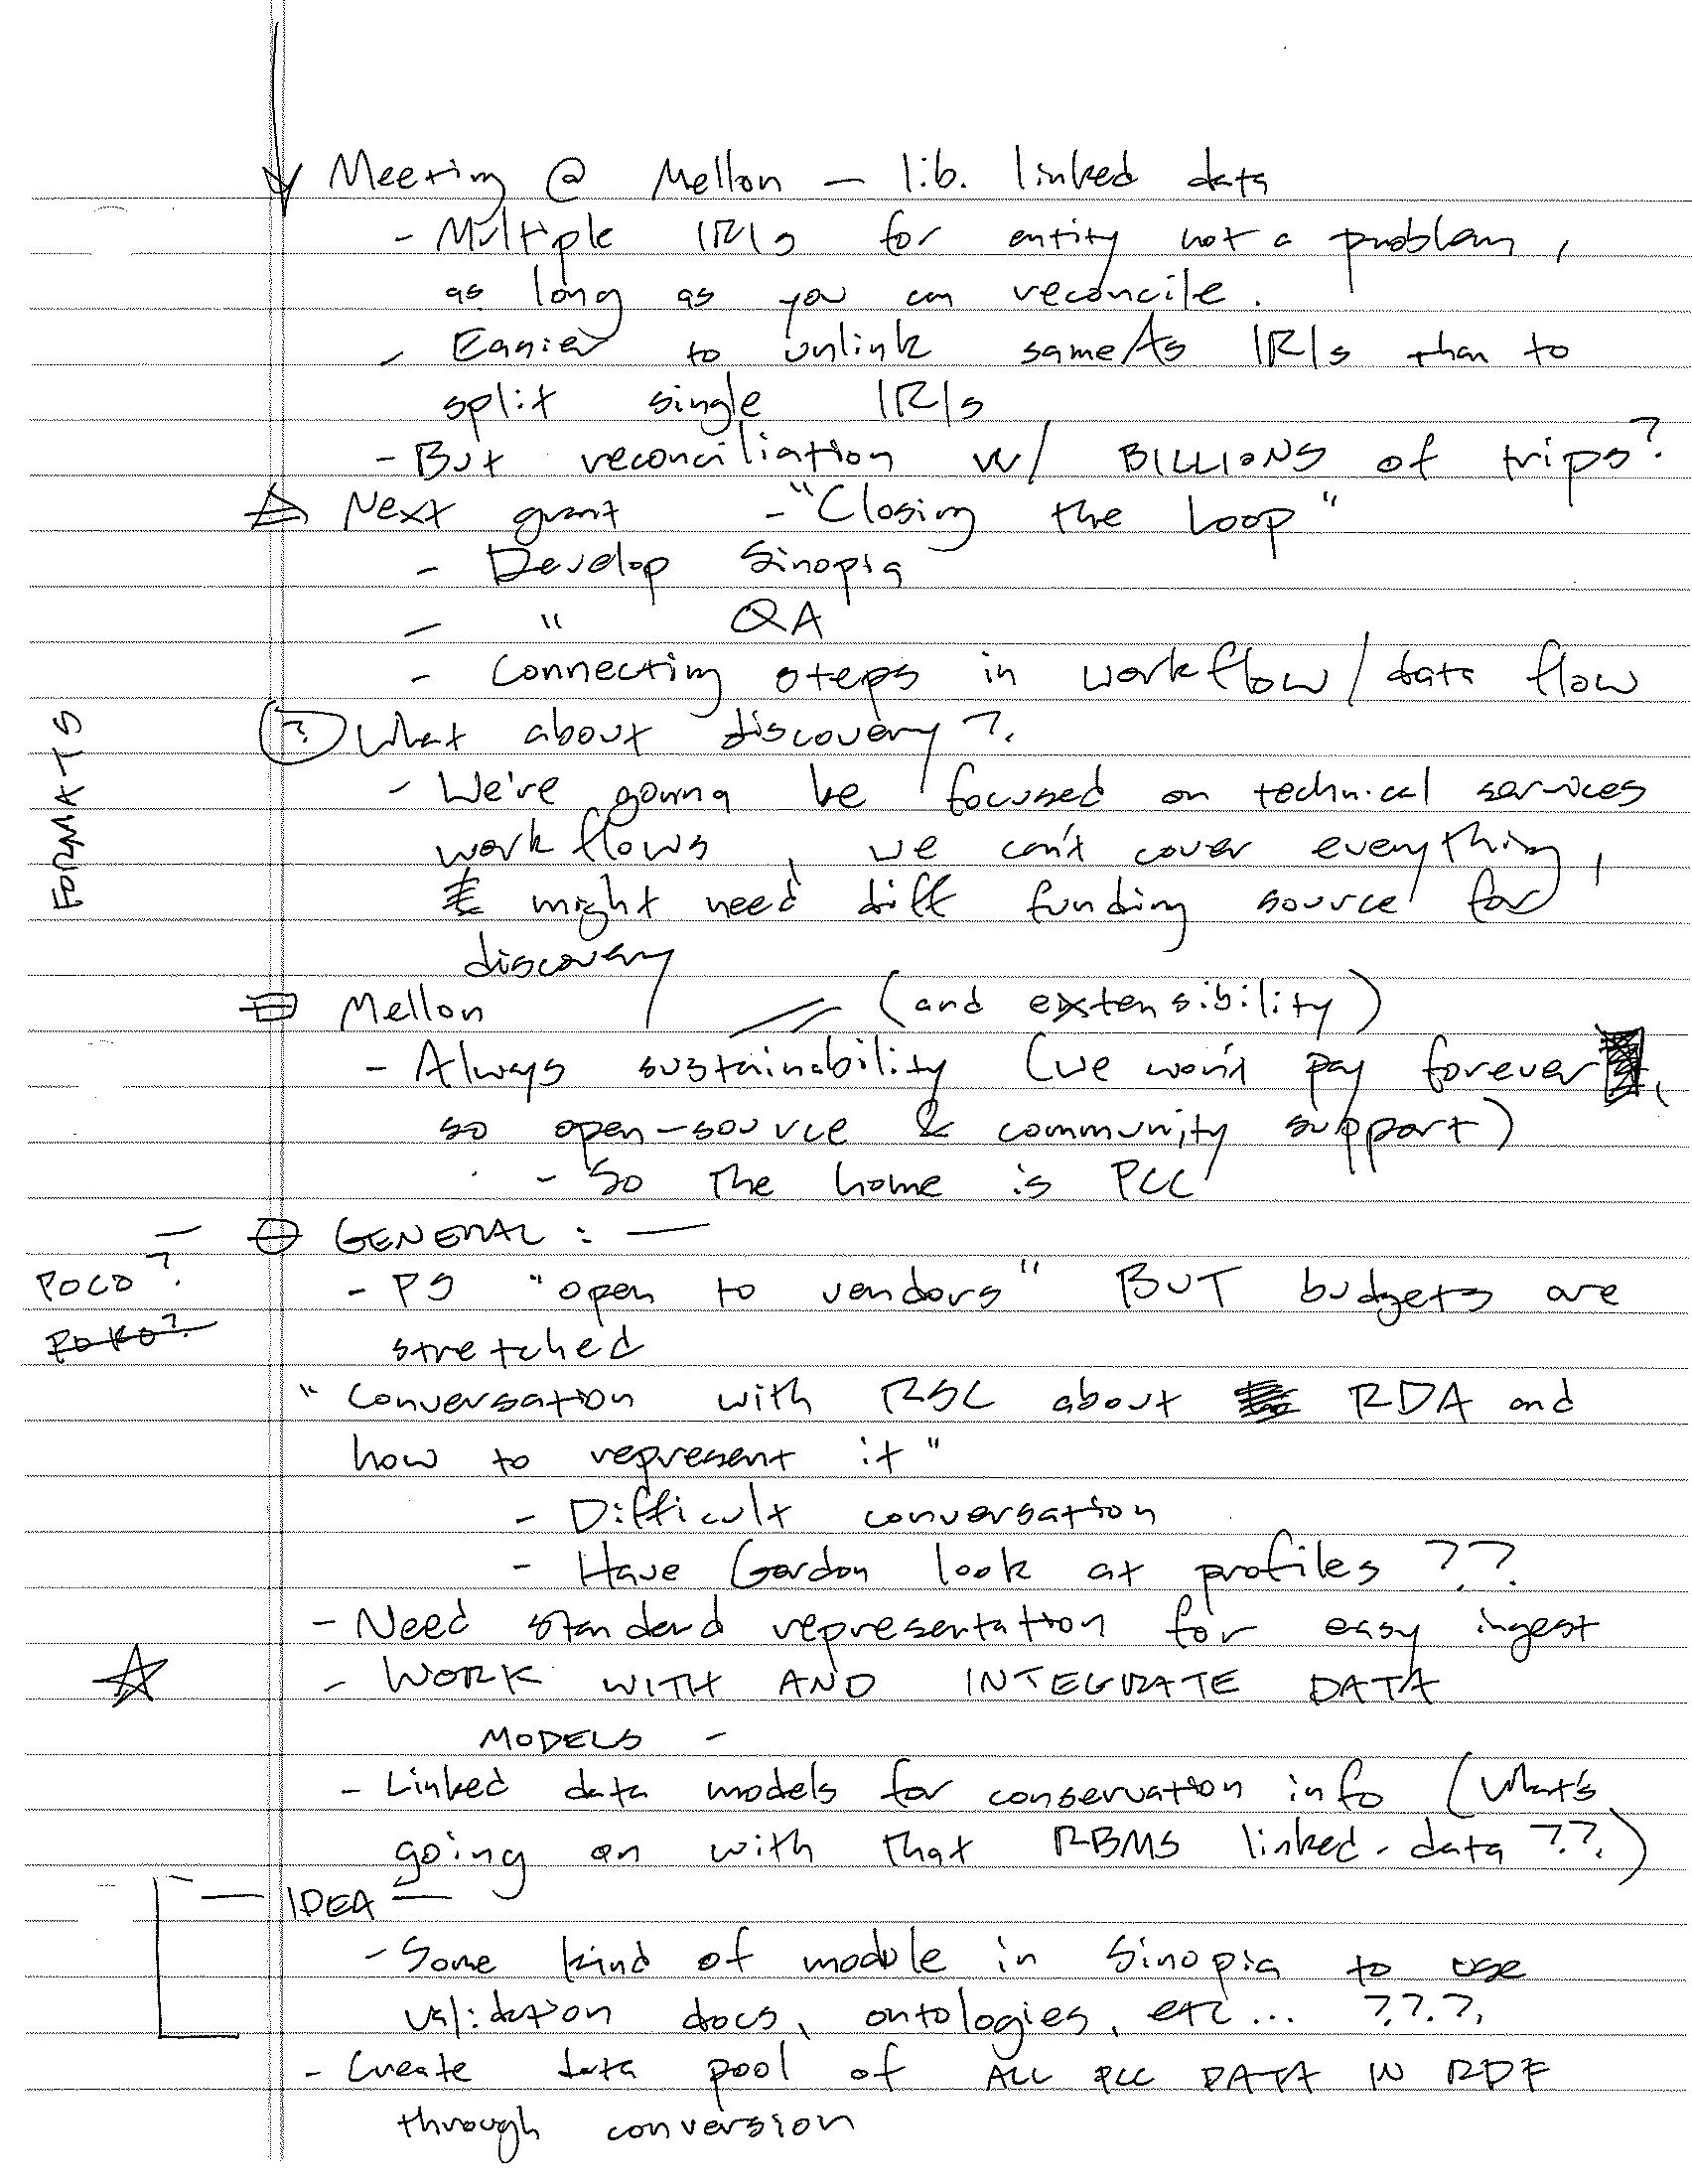 Meeting @ Mellon — lib. linked data
- Multiple IRIs for entity not a problem,
as long as you can reconcile.
- Easier to unlink sameAs IRIs than to
split single IRIs
- But reconciliation w/ BILLIONS of trips?
Next grant - "Closing the Loop"
- Develop Sinopia
- " QA
- Connecting steps in workflow/data flow
? What about discovery?
- We're gonna be focused on technical services
workflows, we can't cover everything,
might need diff funding source for
discovery
FORMATS
Mellon (and extensibility)
- Always sustainability (we won't pay forever,
so open-source & community support)
- So the home is PCC
— GENERAL: —
POCO?
POKO?
- PS "open to vendors" BUT budgets are
stretched
"Conversation with RSC about RDA and
how to represent it"
- Difficult conversation
- Have Gordon look at profiles ??
- Need standard representation for easy ingest
- WORK WITH AND INTEGRATE DATA
MODELS -
- Linked data models for conservation info (what's
going on with that RBMS linked-data ??)
— IDEA —
- Some kind of module in Sinopia to use
validation docs, ontologies, etc... ???
- Create data pool of ALL PCC DATA IN RDF
through conversion